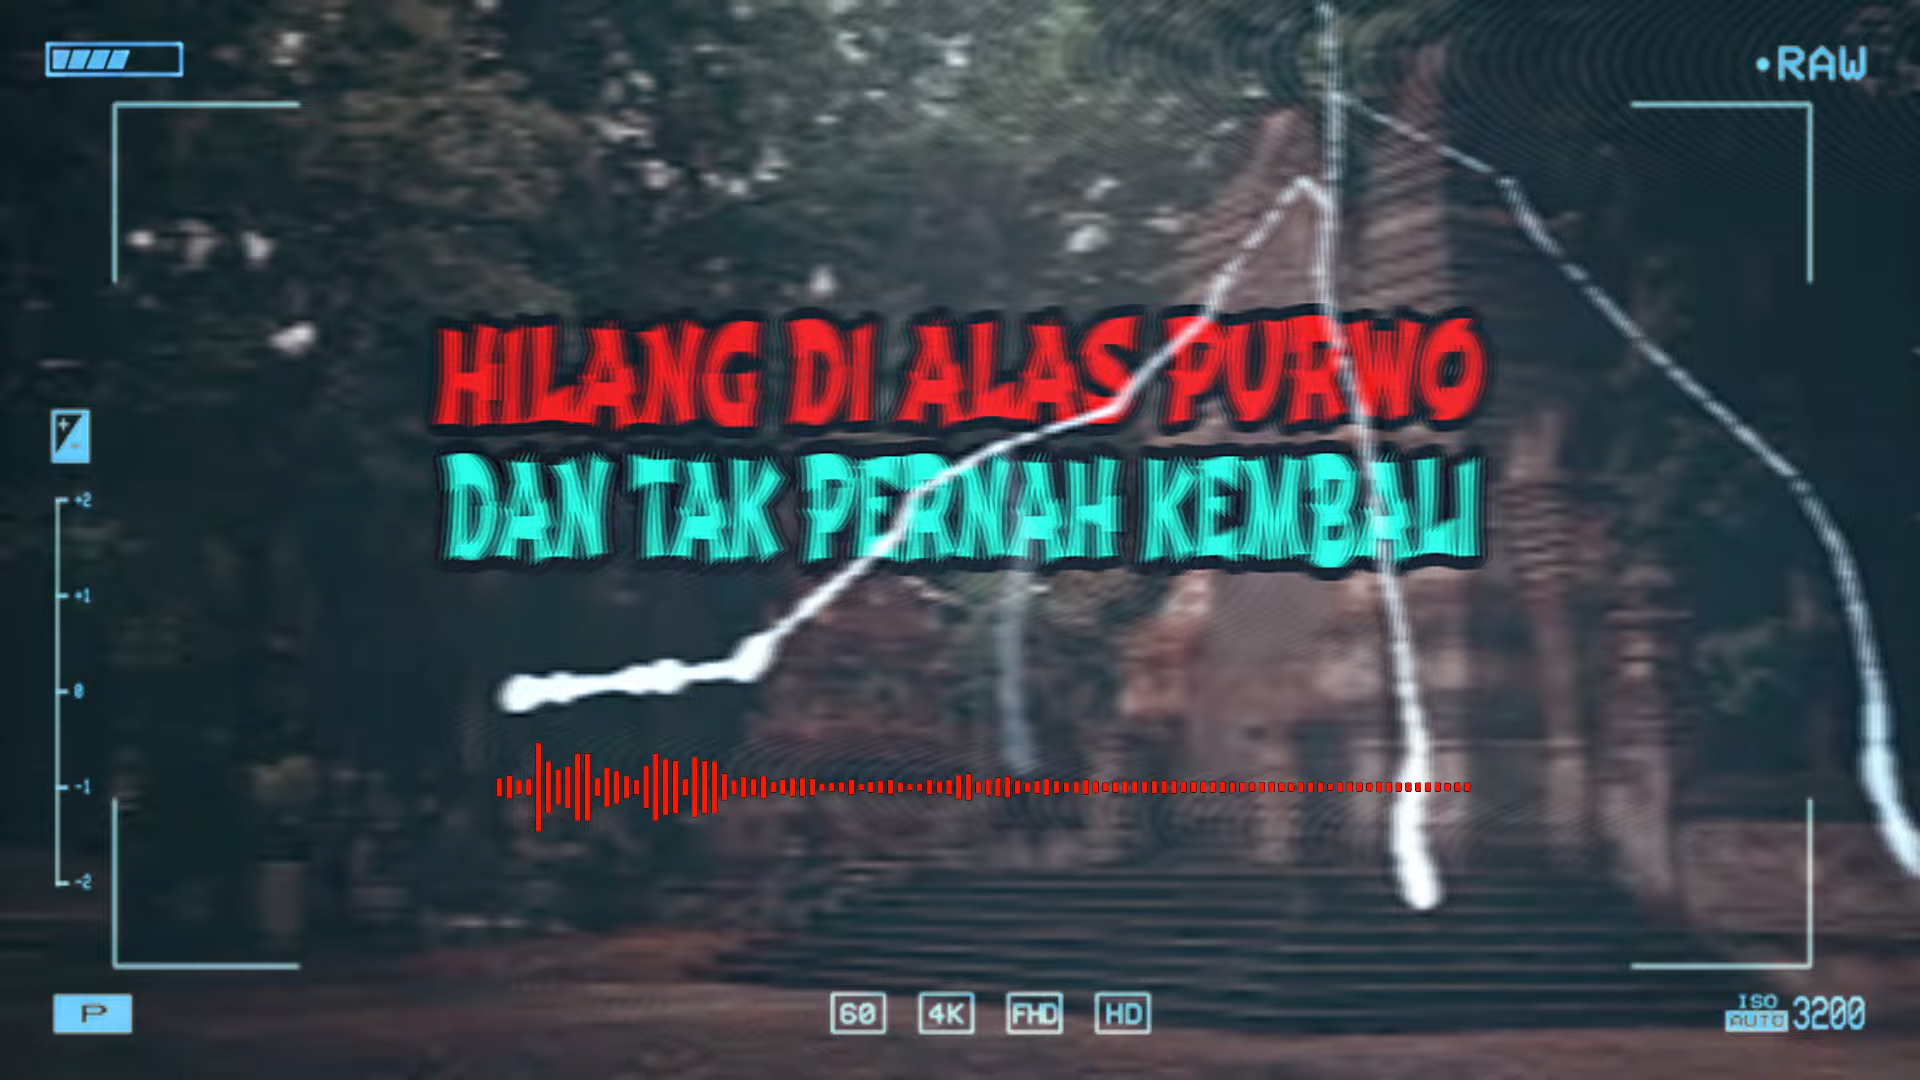 •RAW
HILANG DI ALAS PURWO
DAN TAK PERNAH KEMBALI
+2
+1
0
-1
-2
P
60 4K FHD HD
ISO AUTO 3200